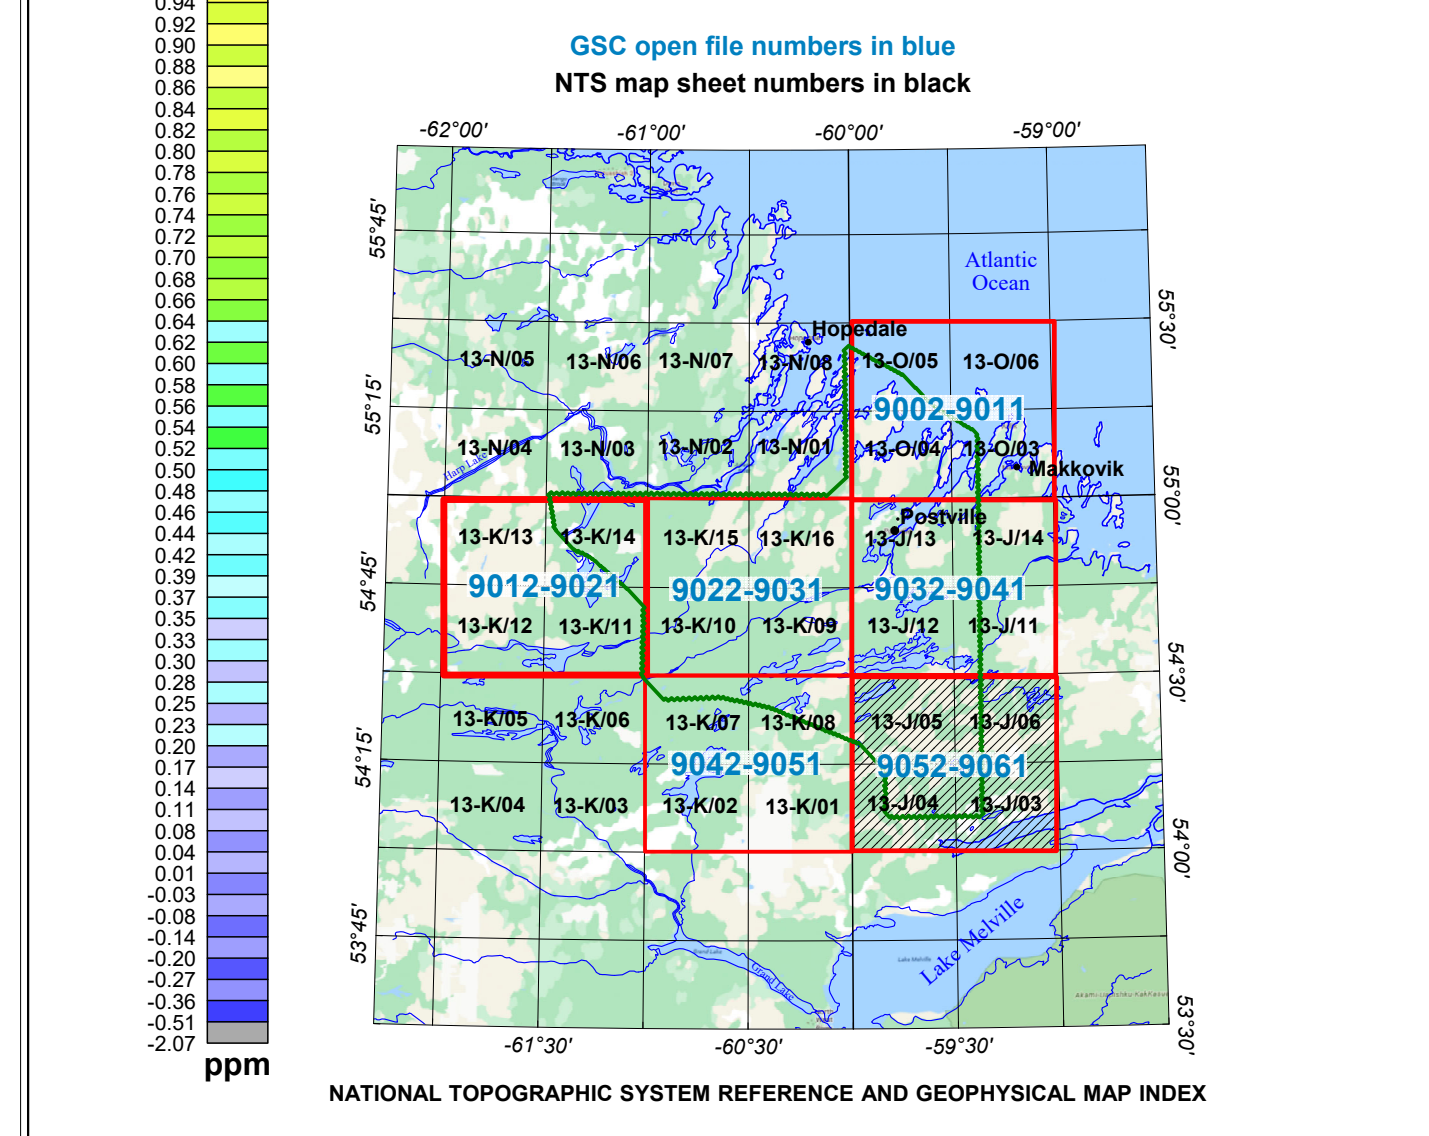 0.94
0.92
0.90
0.88
0.86
0.84
0.82
0.80
0.78
0.76
0.74
0.72
0.70
0.68
0.66
0.64
0.62
0.60
0.58
0.56
0.54
0.52
0.50
0.48
0.46
0.44
0.42
0.39
0.37
0.35
0.33
0.30
0.28
0.25
0.23
0.20
0.17
0.14
0.11
0.08
0.04
0.01
-0.03
-0.08
-0.14
-0.20
-0.27
-0.36
-0.51
-2.07
ppm
GSC open file numbers in blue
NTS map sheet numbers in black
-62°00' -61°00' -60°00' -59°00'
55°45'
Atlantic
Ocean
55°30'
Hopedale
13-N/05 13-N/06 13-N/07 13-N/08 13-O/05 13-O/06
55°15'
9002-9011
13-N/04 13-N/03 13-N/02 13-N/01 13-O/04 13-O/03
Harp Lake
Makkovik
55°00'
Postville
13-K/13 13-K/14 13-K/15 13-K/16 13-J/13 13-J/14
54°45'
9012-9021 9022-9031 9032-9041
13-K/12 13-K/11 13-K/10 13-K/09 13-J/12 13-J/11
54°30'
13-K/05 13-K/06 13-K/07 13-K/08 13-J/05 13-J/06
54°15'
9042-9051 9052-9061
13-K/04 13-K/03 13-K/02 13-K/01 13-J/04 13-J/03
54°00'
53°45'
Grand Lake
Grand Lake
Lake Melville
Lake Melville
53°30'
-61°30' -60°30' -59°30'
NATIONAL TOPOGRAPHIC SYSTEM REFERENCE AND GEOPHYSICAL MAP INDEX